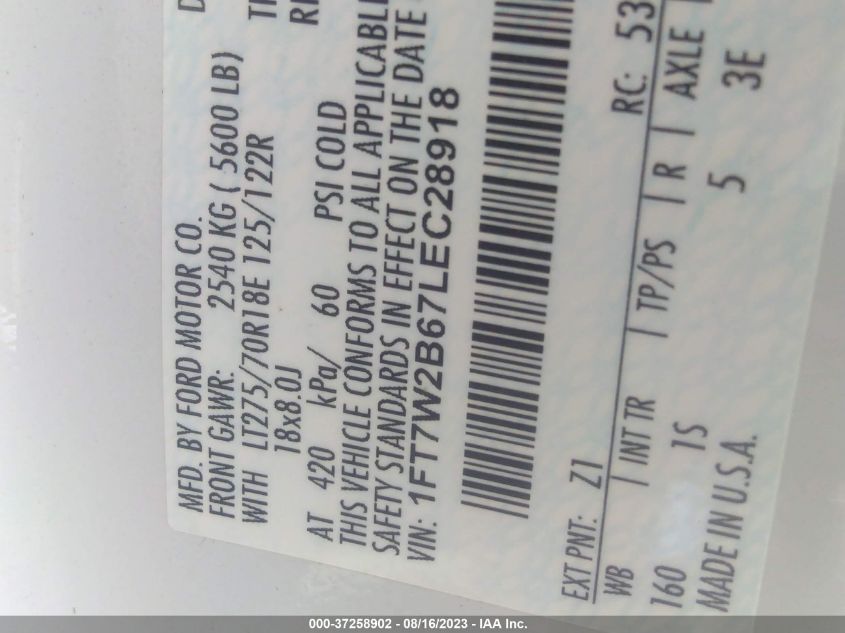 MFD. BY FORD MOTOR CO.
FRONT GAWR: 2540 KG ( 5600 LB)
WITH LT275/70R18E 125/122R
18x8.0J
AT 420 kPa/ 60 PSI COLD
THIS VEHICLE CONFORMS TO ALL
SAFETY STANDARDS IN EFFECT ON THE DATE
VIN: 1FT7W2B67LEC28918
EXT PNT: Z1 RC: 53
WB | INT TR | TP/PS | R | AXLE |
160 1S 5 3E
MADE IN U.S.A.
000-37258902 - 08/16/2023 - IAA Inc.